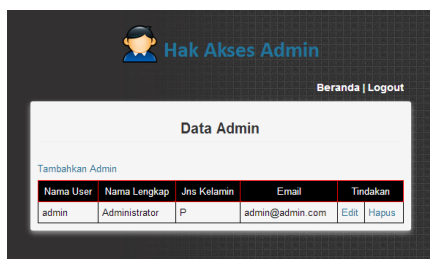 Hak Akses Admin
Beranda | Logout
Data Admin
Tambahkan Admin
Nama User Nama Lengkap Jns Kelamin Email Tindakan
admin Administrator P admin@admin.com Edit Hapus